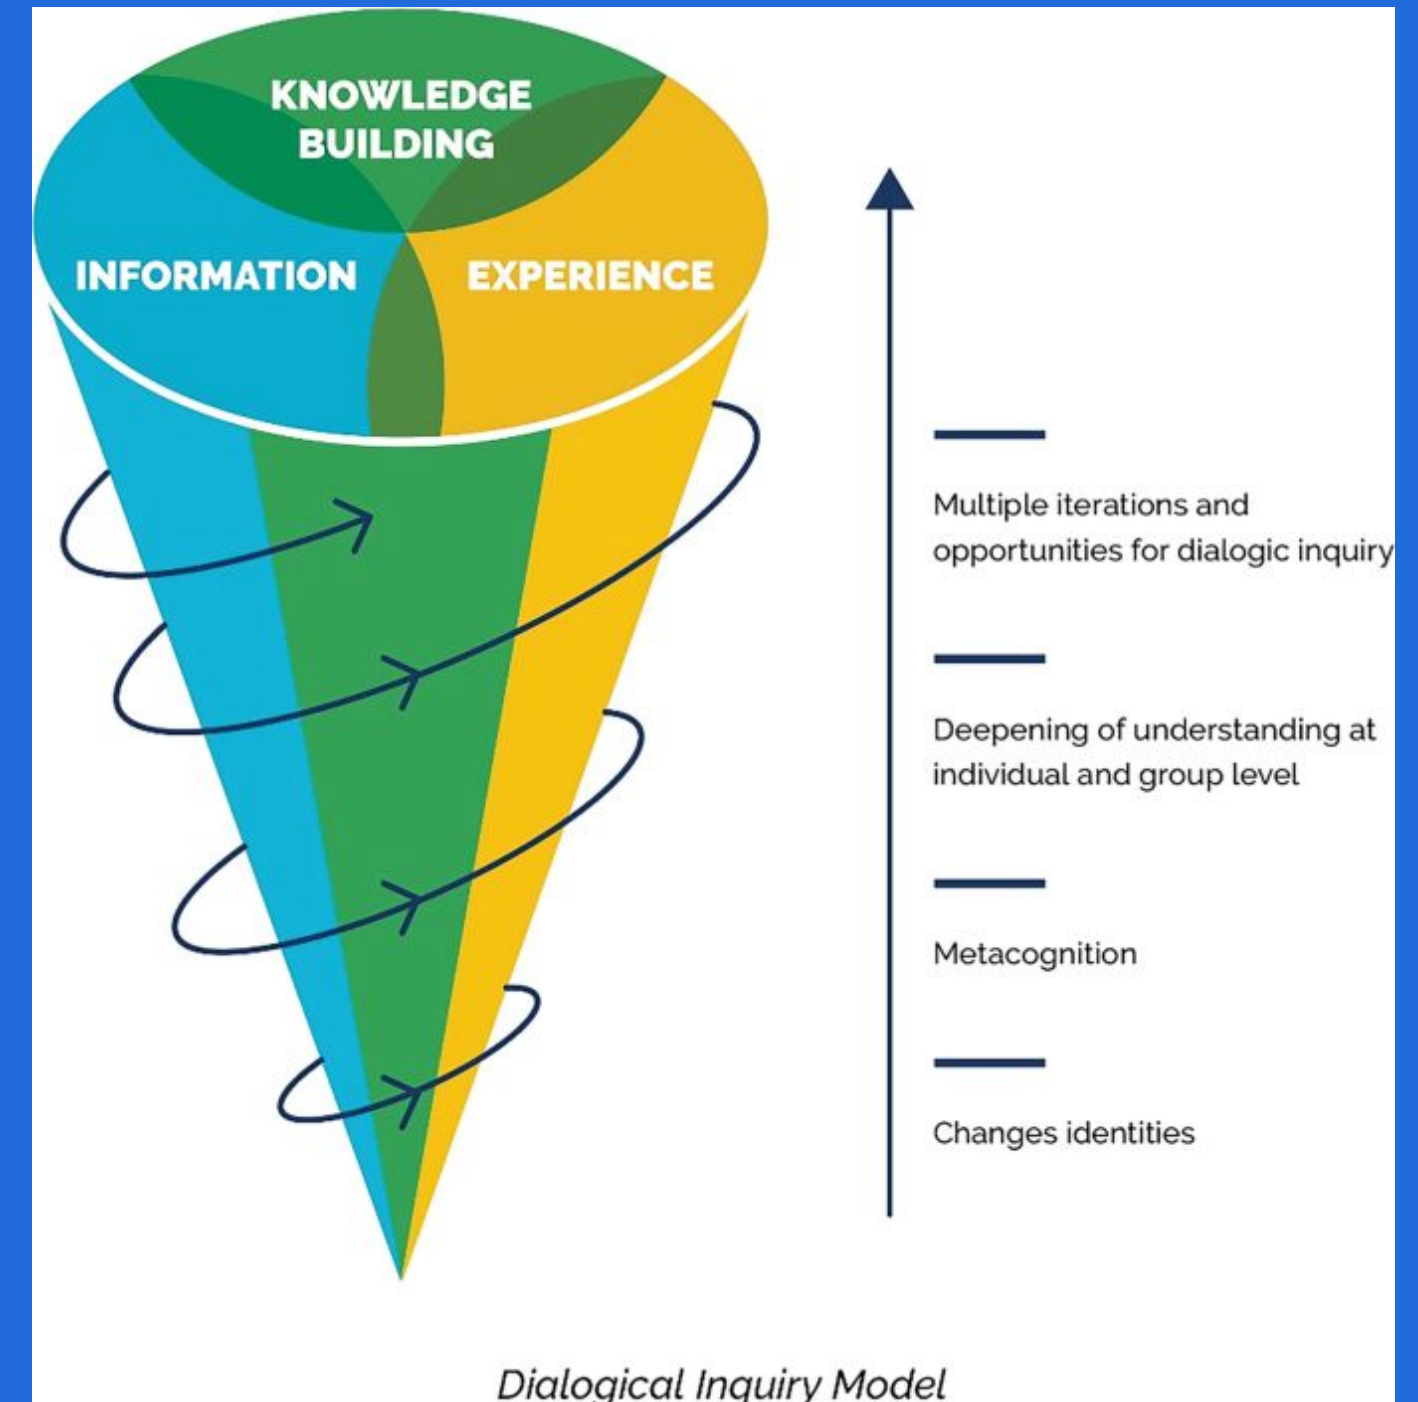 KNOWLEDGE
BUILDING
INFORMATION
EXPERIENCE
Multiple iterations and
opportunities for dialogic inquiry
Deepening of understanding at
individual and group level
Metacognition
Changes identities
Dialogical Inquiry Model